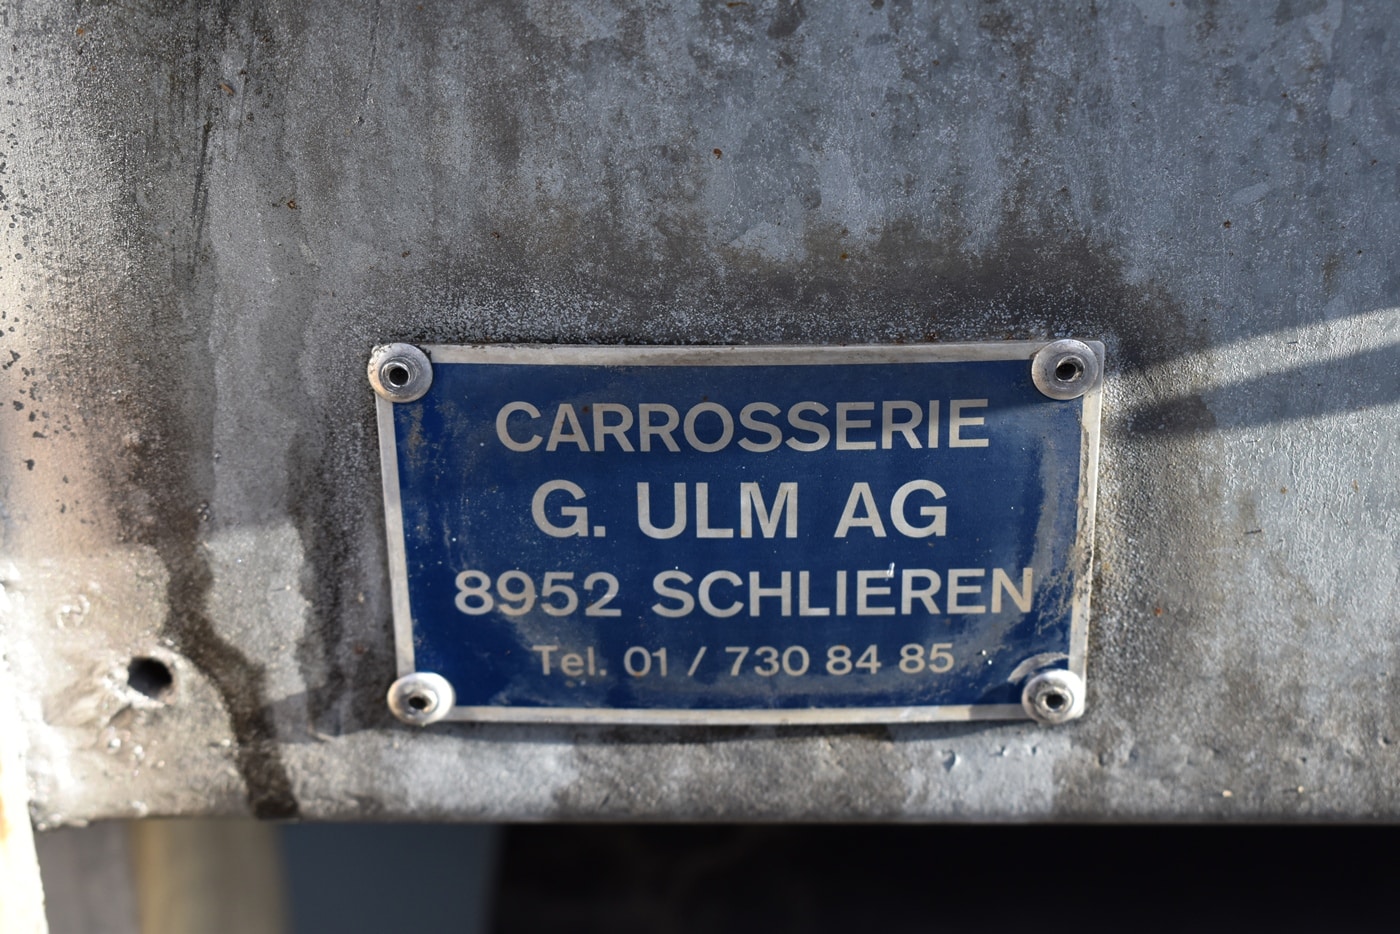 CARROSSERIE
G. ULM AG
8952 SCHLIEREN
Tel. 01 / 730 84 85